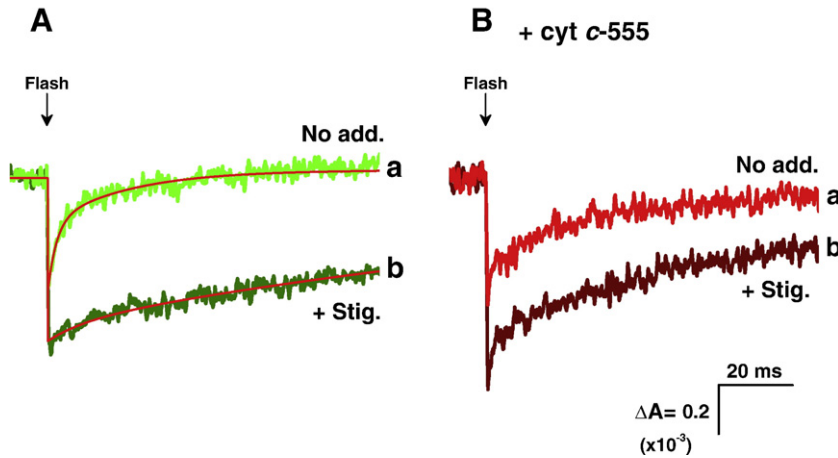 A
Flash
No add.
a
b
+ Stig.
B
+ cyt c-555
Flash
No add.
a
b
+ Stig.
20 ms
ΔA= 0.2
(x10⁻³)